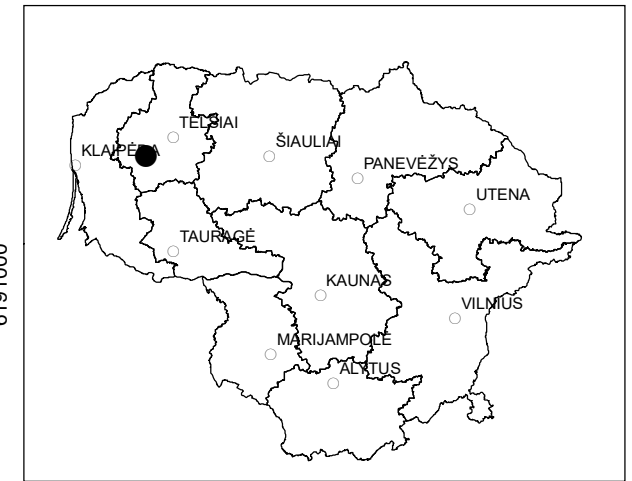 TELŠIAI
KLAIPĖDA
ŠIAULIAI
PANEVĖŽYS
UTENA
TAURAGĖ
KAUNAS
VILNIUS
MARIJAMPOLĖ
ALYTUS
6191000